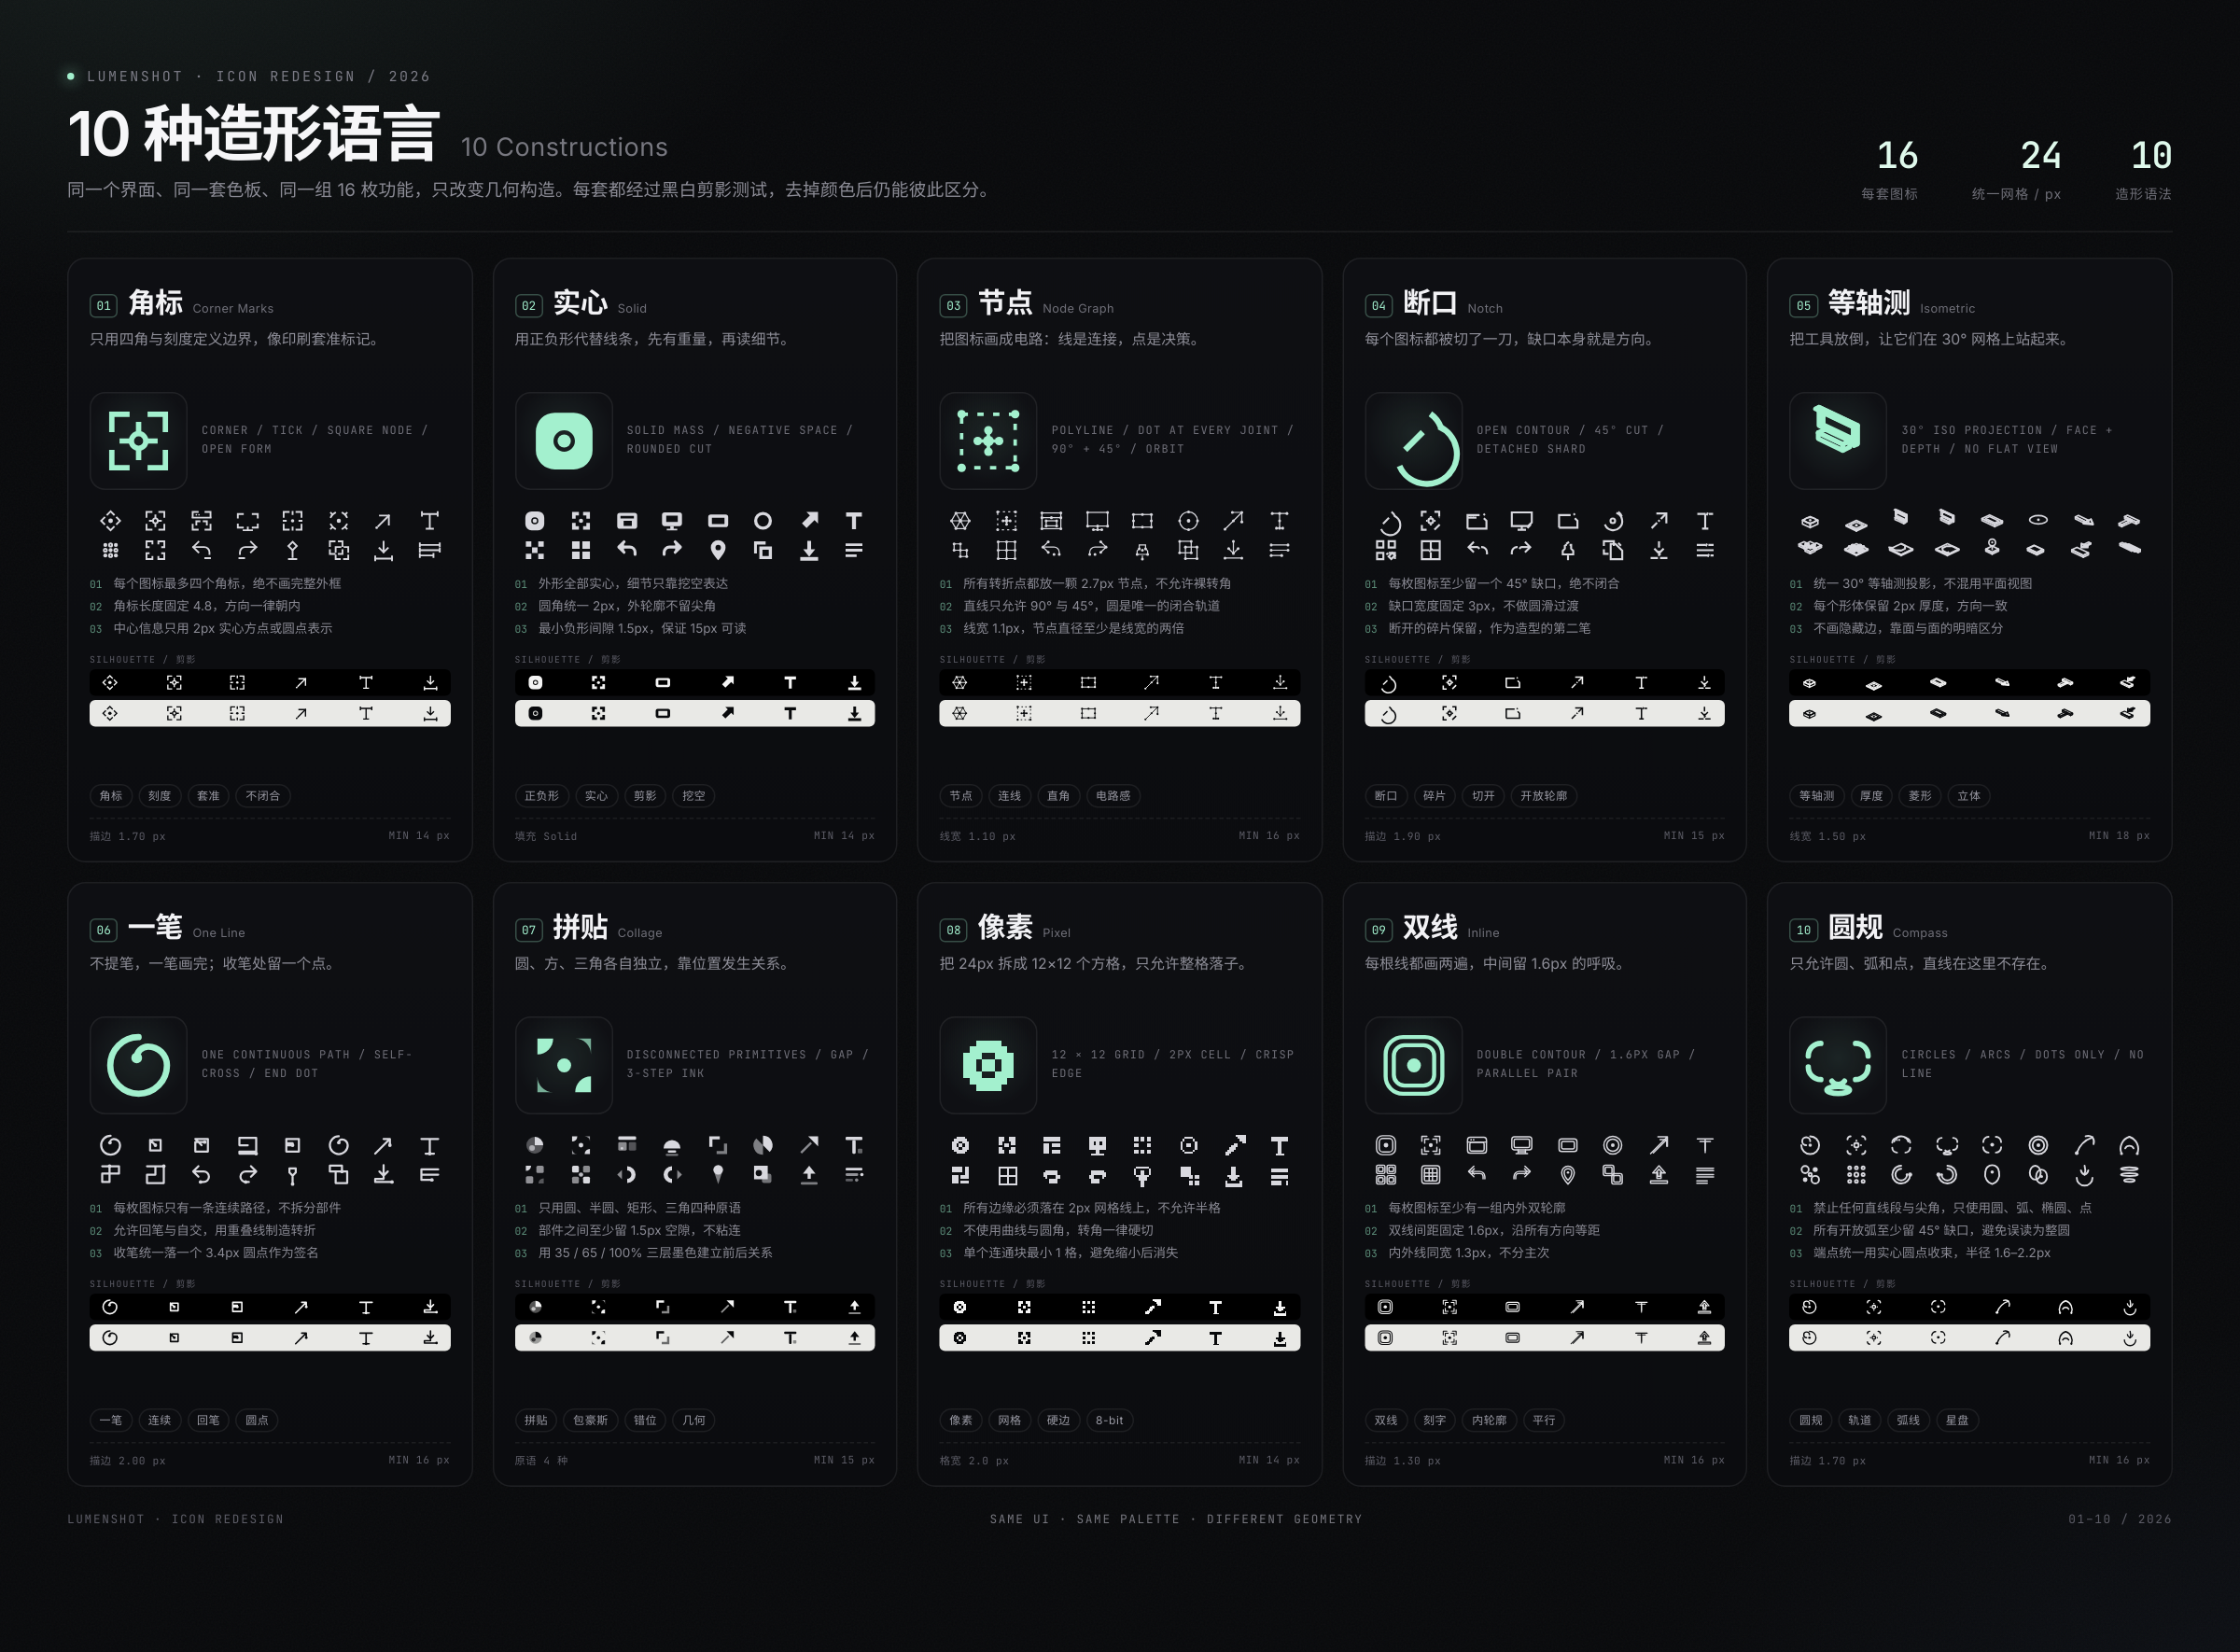 LUMENSHOT · ICON REDESIGN / 2026
10 种造形语言 10 Constructions
同一个界面、同一套色板、同一组 16 枚功能，只改变几何构造。每套都经过黑白剪影测试，去掉颜色后仍能彼此区分。
16 24 10
每套图标 统一网格 / px 造形语法
01 角标 Corner Marks
只用四角与刻度定义边界，像印刷套准标记。
CORNER / TICK / SQUARE NODE /
OPEN FORM
01 每个图标最多四个角标，绝不画完整外框
02 角标长度固定 4.8，方向一律朝内
03 中心信息只用 2px 实心方点或圆点表示
SILHOUETTE / 剪影
角标 刻度 套准 不闭合
描边 1.70 px MIN 14 px
02 实心 Solid
用正负形代替线条，先有重量，再读细节。
SOLID MASS / NEGATIVE SPACE /
ROUNDED CUT
01 外形全部实心，细节只靠挖空表达
02 圆角统一 2px，外轮廓不留尖角
03 最小负形间隙 1.5px，保证 15px 可读
SILHOUETTE / 剪影
正负形 实心 剪影 挖空
填充 Solid MIN 14 px
03 节点 Node Graph
把图标画成电路：线是连接，点是决策。
POLYLINE / DOT AT EVERY JOINT /
90° + 45° / ORBIT
01 所有转折点都放一颗 2.7px 节点，不允许裸转角
02 直线只允许 90° 与 45°，圆是唯一的闭合轨道
03 线宽 1.1px，节点直径至少是线宽的两倍
SILHOUETTE / 剪影
节点 连线 直角 电路感
线宽 1.10 px MIN 16 px
04 断口 Notch
每个图标都被切了一刀，缺口本身就是方向。
OPEN CONTOUR / 45° CUT /
DETACHED SHARD
01 每枚图标至少留一个 45° 缺口，绝不闭合
02 缺口宽度固定 3px，不做圆滑过渡
03 断开的碎片保留，作为造型的第二笔
SILHOUETTE / 剪影
断口 碎片 切开 开放轮廓
描边 1.90 px MIN 15 px
05 等轴测 Isometric
把工具放倒，让它们在 30° 网格上站起来。
30° ISO PROJECTION / FACE +
DEPTH / NO FLAT VIEW
01 统一 30° 等轴测投影，不混用平面视图
02 每个形体保留 2px 厚度，方向一致
03 不画隐藏边，靠面与面的明暗区分
SILHOUETTE / 剪影
等轴测 厚度 菱形 立体
线宽 1.50 px MIN 18 px
06 一笔 One Line
不提笔，一笔画完；收笔处留一个点。
ONE CONTINUOUS PATH / SELF-
CROSS / END DOT
01 每枚图标只有一条连续路径，不拆分部件
02 允许回笔与自交，用重叠线制造转折
03 收笔统一落一个 3.4px 圆点作为签名
SILHOUETTE / 剪影
一笔 连续 回笔 圆点
描边 2.00 px MIN 16 px
07 拼贴 Collage
圆、方、三角各自独立，靠位置发生关系。
DISCONNECTED PRIMITIVES / GAP /
3-STEP INK
01 只用圆、半圆、矩形、三角四种原语
02 部件之间至少留 1.5px 空隙，不粘连
03 用 35 / 65 / 100% 三层墨色建立前后关系
SILHOUETTE / 剪影
拼贴 包豪斯 错位 几何
原语 4 种 MIN 15 px
08 像素 Pixel
把 24px 拆成 12×12 个方格，只允许整格落子。
12 × 12 GRID / 2PX CELL / CRISP
EDGE
01 所有边缘必须落在 2px 网格线上，不允许半格
02 不使用曲线与圆角，转角一律硬切
03 单个连通块最小 1 格，避免缩小后消失
SILHOUETTE / 剪影
像素 网格 硬边 8-bit
格宽 2.0 px MIN 14 px
09 双线 Inline
每根线都画两遍，中间留 1.6px 的呼吸。
DOUBLE CONTOUR / 1.6PX GAP /
PARALLEL PAIR
01 每枚图标至少有一组内外双轮廓
02 双线间距固定 1.6px，沿所有方向等距
03 内外线同宽 1.3px，不分主次
SILHOUETTE / 剪影
双线 刻字 内轮廓 平行
描边 1.30 px MIN 16 px
10 圆规 Compass
只允许圆、弧和点，直线在这里不存在。
CIRCLES / ARCS / DOTS ONLY / NO
LINE
01 禁止任何直线段与尖角，只使用圆、弧、椭圆、点
02 所有开放弧至少留 45° 缺口，避免误读为整圆
03 端点统一用实心圆点收束，半径 1.6–2.2px
SILHOUETTE / 剪影
圆规 轨道 弧线 星盘
描边 1.70 px MIN 16 px
LUMENSHOT · ICON REDESIGN SAME UI · SAME PALETTE · DIFFERENT GEOMETRY 01–10 / 2026